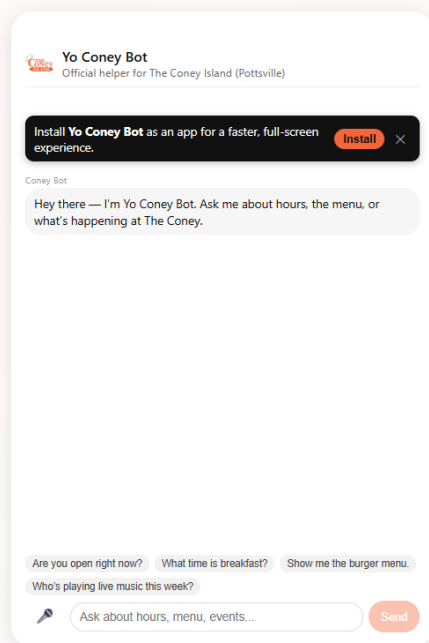 Yo Coney Bot
Official helper for The Coney Island (Pottsville)
Install Yo Coney Bot as an app for a faster, full-screen
experience.
Install
Coney Bot
Hey there — I'm Yo Coney Bot. Ask me about hours, the menu, or
what's happening at The Coney.
Are you open right now?
What time is breakfast?
Show me the burger menu.
Who's playing live music this week?
Ask about hours, menu, events...
Send